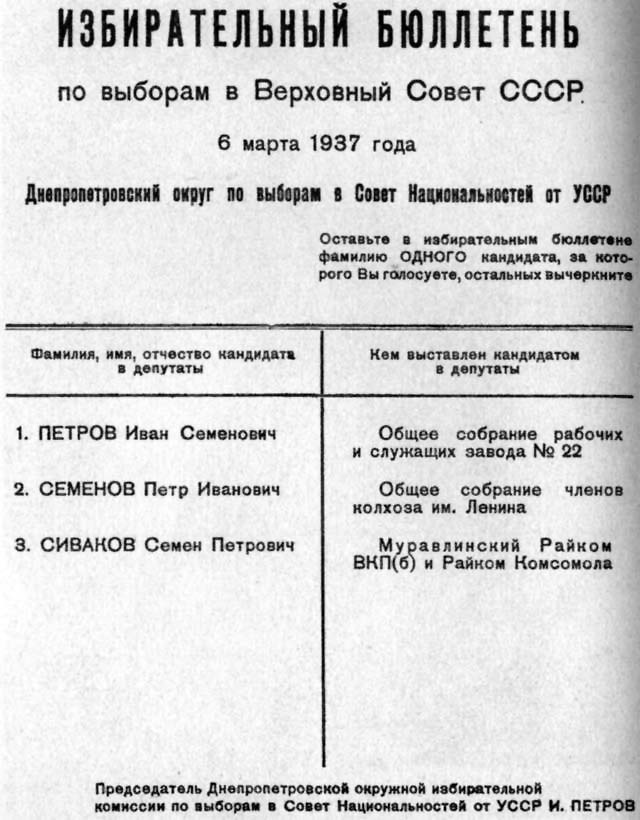 ИЗБИРАТЕЛЬНЫЙ БЮЛЛЕТЕНЬ
по выборам в Верховный Совет СССР.
6 марта 1937 года
Днепропетровский округ по выборам в Совет Национальностей от УССР
Оставьте в избирательным бюллетене
фамилию ОДНОГО кандидата, за кото-
рого Вы голосуете, остальных вычеркните
Фамилия, имя, отчество кандидата
в депутаты
Кем выставлен кандидатом
в депутаты
1. ПЕТРОВ Иван Семенович
Общее собрание рабочих
и служащих завода № 22
2. СЕМЕНОВ Петр Иванович
Общее собрание членов
колхоза им. Ленина
3. СИВАКОВ Семен Петрович
Муравлинский Райком
ВКП(б) и Райком Комсомола
Председатель Днепропетровской окружной избирательной
комиссии по выборам в Совет Национальностей от УССР И. ПЕТРОВ